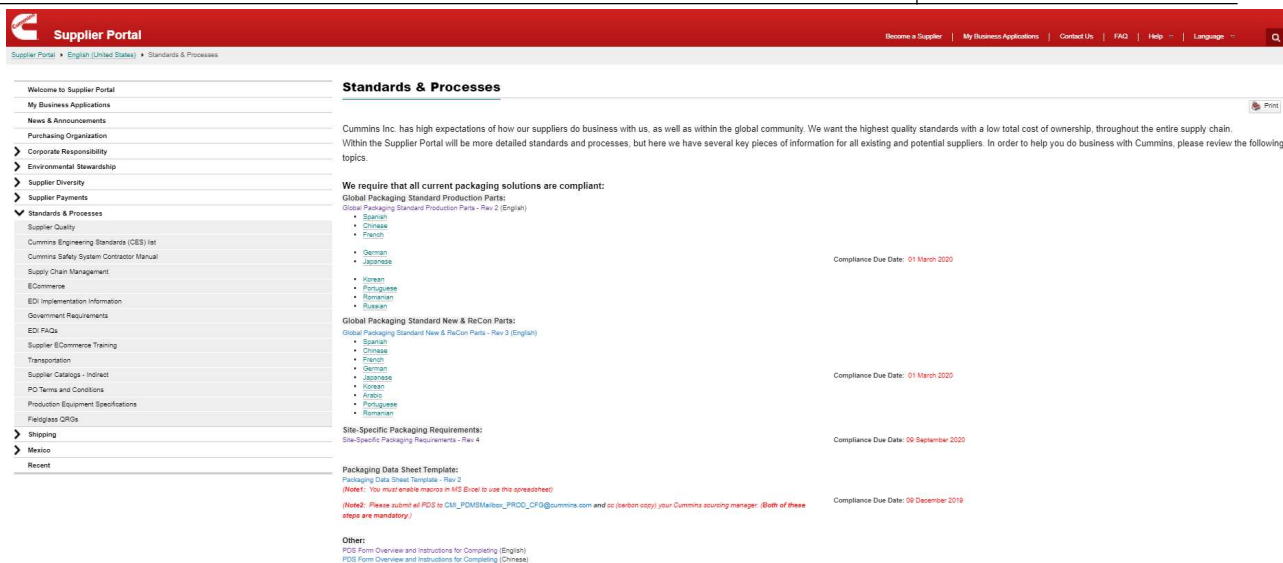 Cummins
Supplier Portal
Become a Supplier | My Business Applications | Contact Us | FAQ | Help | Language
Supplier Portal ▸ English (United States) ▸ Standards & Processes
Welcome to Supplier Portal
My Business Applications
News & Announcements
Purchasing Organization
Corporate Responsibility
Environmental Stewardship
Supplier Diversity
Supplier Payments
Standards & Processes
Supplier Quality
Cummins Engineering Standards (CES) list
Cummins Safety System Contractor Manual
Supply Chain Management
ECommerce
EDI Implementation Information
Government Requirements
EDI FAQs
Supplier ECommerce Training
Transportation
Supplier Catalogs - Indirect
PO Terms and Conditions
Production Equipment Specifications
Fieldglass QRGs
Shipping
Mexico
Recent
Standards & Processes
Print
Cummins Inc. has high expectations of how our suppliers do business with us, as well as within the global community. We want the highest quality standards with a low total cost of ownership, throughout the entire supply chain.
Within the Supplier Portal will be more detailed standards and processes, but here we have several key pieces of information for all existing and potential suppliers. In order to help you do business with Cummins, please review the following
topics.
We require that all current packaging solutions are compliant:
Global Packaging Standard Production Parts:
Global Packaging Standard Production Parts - Rev 2 (English)
• Spanish
• Chinese
• French
• German
• Japanese
Compliance Due Date: 01 March 2020
• Korean
• Portuguese
• Romanian
• Russian
Global Packaging Standard New & ReCon Parts:
Global Packaging Standard New & ReCon Parts - Rev 3 (English)
• Spanish
• Chinese
• French
• German
• Japanese
Compliance Due Date: 01 March 2020
• Korean
• Arabic
• Portuguese
• Romanian
Site-Specific Packaging Requirements:
Site-Specific Packaging Requirements - Rev 4
Compliance Due Date: 09 September 2020
Packaging Data Sheet Template:
Packaging Data Sheet Template - Rev 2
(Note1: You must enable macros in MS Excel to use this spreadsheet)
(Note2: Please submit all PDS to CMI_PDMSMailbox_PROD_CFG@cummins.com and cc (carbon copy) your Cummins sourcing manager. (Both of these
steps are mandatory.)
Compliance Due Date: 09 December 2019
Other:
PDS Form Overview and Instructions for Completing (English)
PDS Form Overview and Instructions for Completing (Chinese)